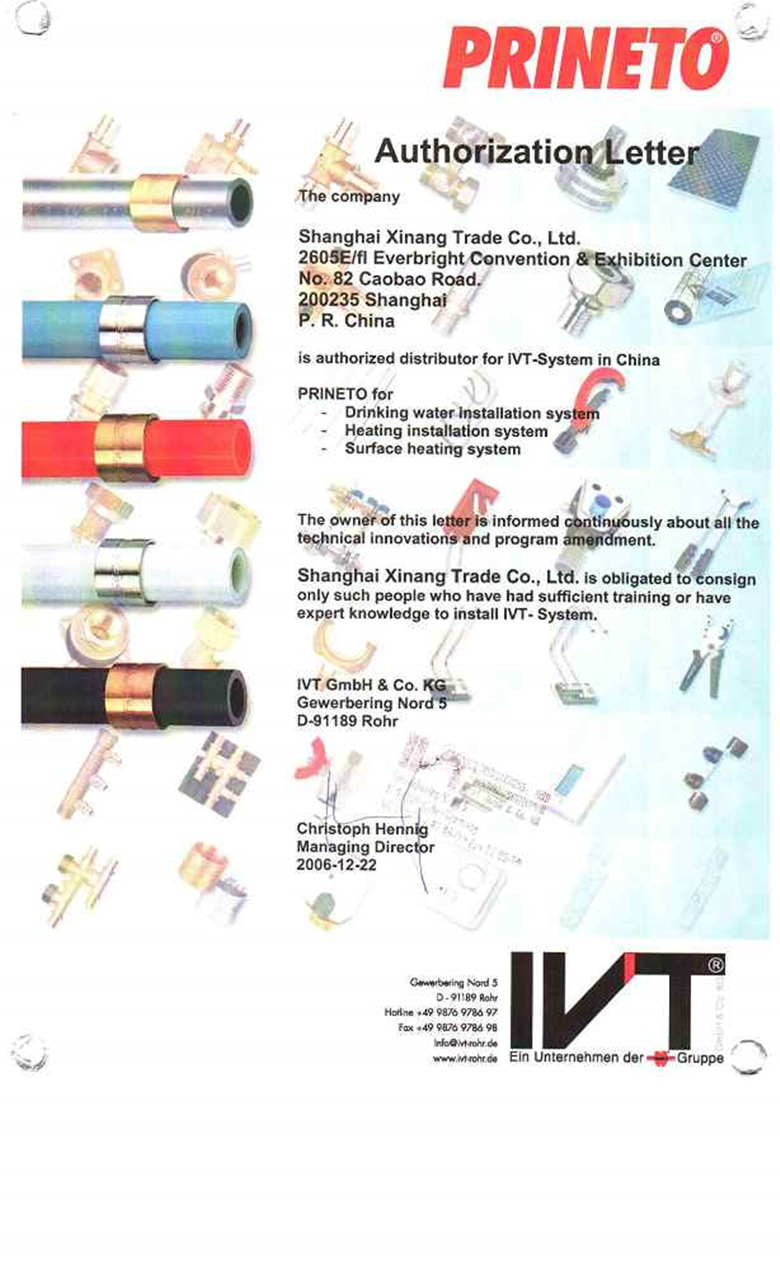 PRINETO®
Authorization Letter
The company
Shanghai Xinang Trade Co., Ltd.
2605E/fl Everbright Convention & Exhibition Center
No. 82 Caobao Road.
200235 Shanghai
P. R. China
is authorized distributor for IVT-System in China
PRINETO for
- Drinking water installation system
- Heating installation system
- Surface heating system
The owner of this letter is informed continuously about all the
technical innovations and program amendment.
Shanghai Xinang Trade Co., Ltd. is obligated to consign
only such people who have had sufficient training or have
expert knowledge to install IVT- System.
IVT GmbH & Co. KG
Gewerbering Nord 5
D-91189 Rohr
Christoph Hennig
Managing Director
2006-12-22
Gewerbering Nord 5
D - 91189 Rohr
Hotline +49 9876 9786 97
Fax +49 9876 9786 98
Info@ivt-rohr.de
www.ivt-rohr.de
IVT®
GmbH & Co. KG
Ein Unternehmen der Gruppe